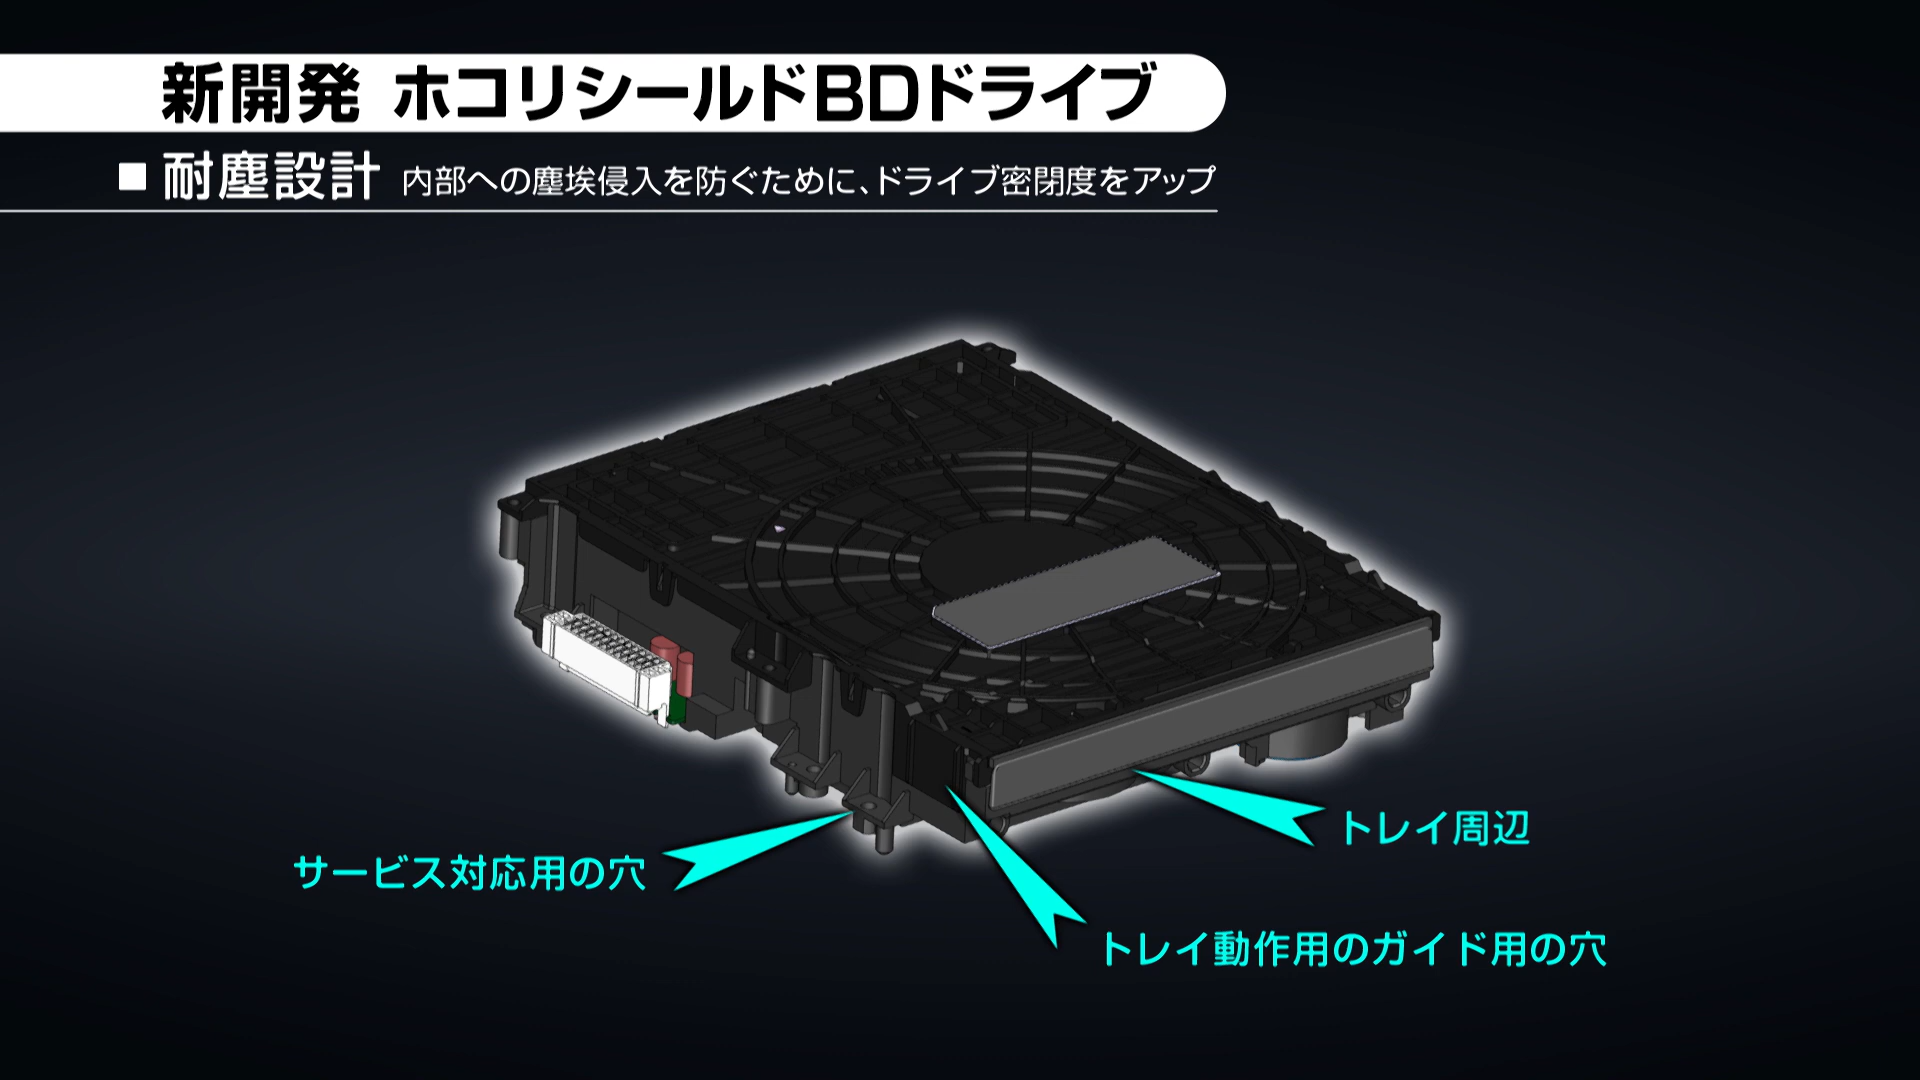 新開発 ホコリシールドBDドライブ
■ 耐塵設計 内部への塵埃侵入を防ぐために、ドライブ密閉度をアップ
トレイ周辺
サービス対応用の穴
トレイ動作用のガイド用の穴